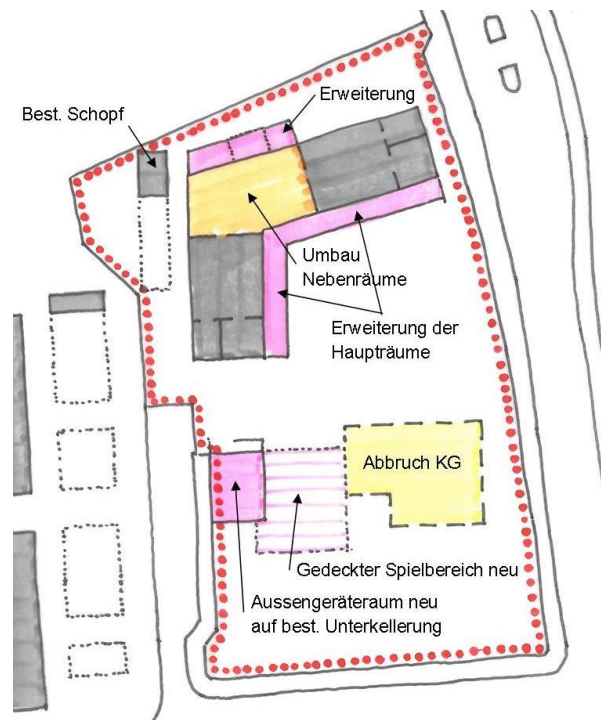 Erweiterung
Best. Schopf
Umbau
Nebenräume
Erweiterung der
Haupträume
Abbruch KG
Gedeckter Spielbereich neu
Aussengeräteraum neu
auf best. Unterkellerung